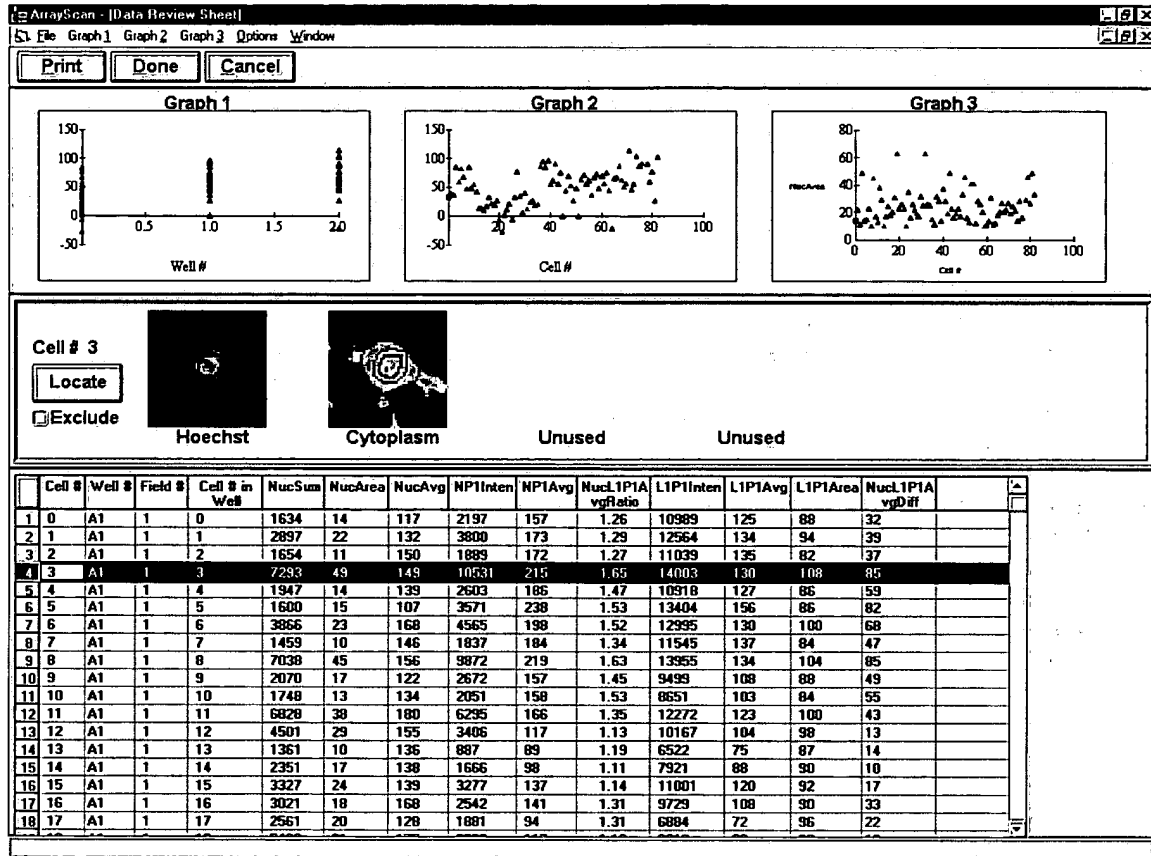 ArrayScan - [Data Review Sheet]
File Graph 1 Graph 2 Graph 3 Options Window
Print Done Cancel
Graph 1 Graph 2 Graph 3
150
100
50
0
-50
0.5 1.0 1.5 2.0
Well #
150
100
50
0
-50
20 40 60 80 100
Cell #
80
60
40
20
0
NucArea
0 20 40 60 80 100
Cell #
Cell # 3
Locate
Exclude
Hoechst Cytoplasm Unused Unused
Cell # Well # Field # Cell # in Well NucSum NucArea NucAvg NP1Inten NP1Avg NucL1P1AvgRatio L1P1Inten L1P1Avg L1P1Area NucL1P1AvgDiff
1 0 A1 1 0 1634 14 117 2197 157 1.26 10989 125 88 32
2 1 A1 1 1 2897 22 132 3800 173 1.29 12564 134 94 39
3 2 A1 1 2 1654 11 150 1889 172 1.27 11039 135 82 37
4 3 A1 1 3 7293 49 149 10531 215 1.65 14003 130 108 85
5 4 A1 1 4 1947 14 139 2603 186 1.47 10918 127 86 59
6 5 A1 1 5 1600 15 107 3571 238 1.53 13404 156 86 82
7 6 A1 1 6 3866 23 168 4565 198 1.52 12995 130 100 68
8 7 A1 1 7 1459 10 146 1837 184 1.34 11545 137 84 47
9 8 A1 1 8 7038 45 156 9872 219 1.63 13955 134 104 85
10 9 A1 1 9 2070 17 122 2672 157 1.45 9499 108 88 49
11 10 A1 1 10 1748 13 134 2051 158 1.53 8651 103 84 55
12 11 A1 1 11 6828 38 180 6295 166 1.35 12272 123 100 43
13 12 A1 1 12 4501 29 155 3406 117 1.13 10167 104 98 13
14 13 A1 1 13 1361 10 136 887 89 1.19 6522 75 87 14
15 14 A1 1 14 2351 17 138 1666 98 1.11 7921 88 90 10
16 15 A1 1 15 3327 24 139 3277 137 1.14 11001 120 92 17
17 16 A1 1 16 3021 18 168 2542 141 1.31 9729 108 90 33
18 17 A1 1 17 2561 20 128 1881 94 1.31 6884 72 96 22